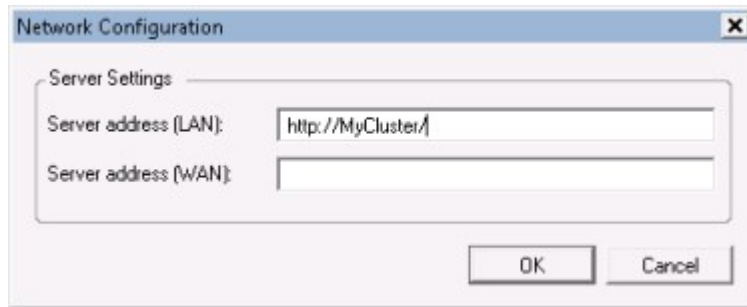 Network Configuration
Server Settings
Server address (LAN): http://MyCluster/
Server address (WAN):
OK Cancel